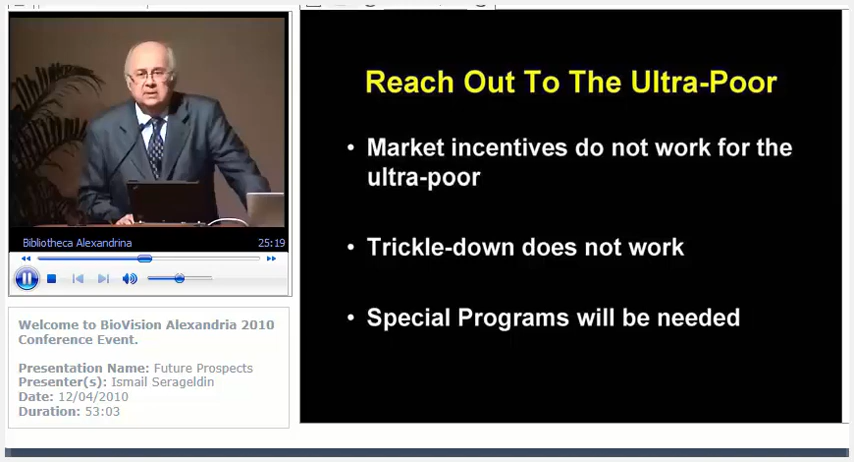 Bibliotheca Alexandrina
25:19
Welcome to BioVision Alexandria 2010
Conference Event.
Presentation Name: Future Prospects
Presenter(s): Ismail Serageldin
Date: 12/04/2010
Duration: 53:03
Reach Out To The Ultra-Poor
• Market incentives do not work for the
ultra-poor
• Trickle-down does not work
• Special Programs will be needed